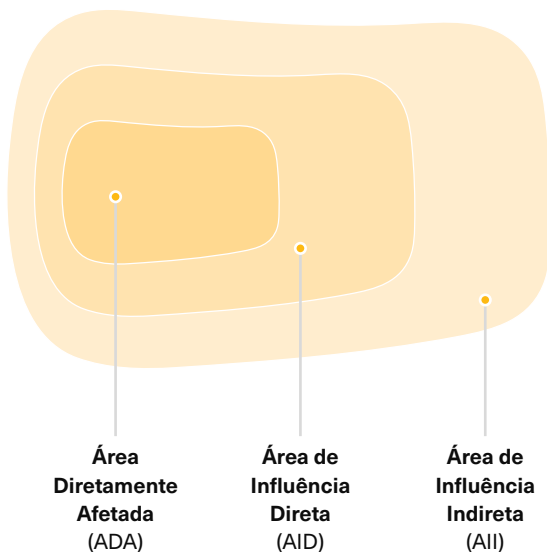 Área
Diretamente
Afetada
(ADA)
Área de
Influência
Direta
(AID)
Área de
Influência
Indireta
(AII)